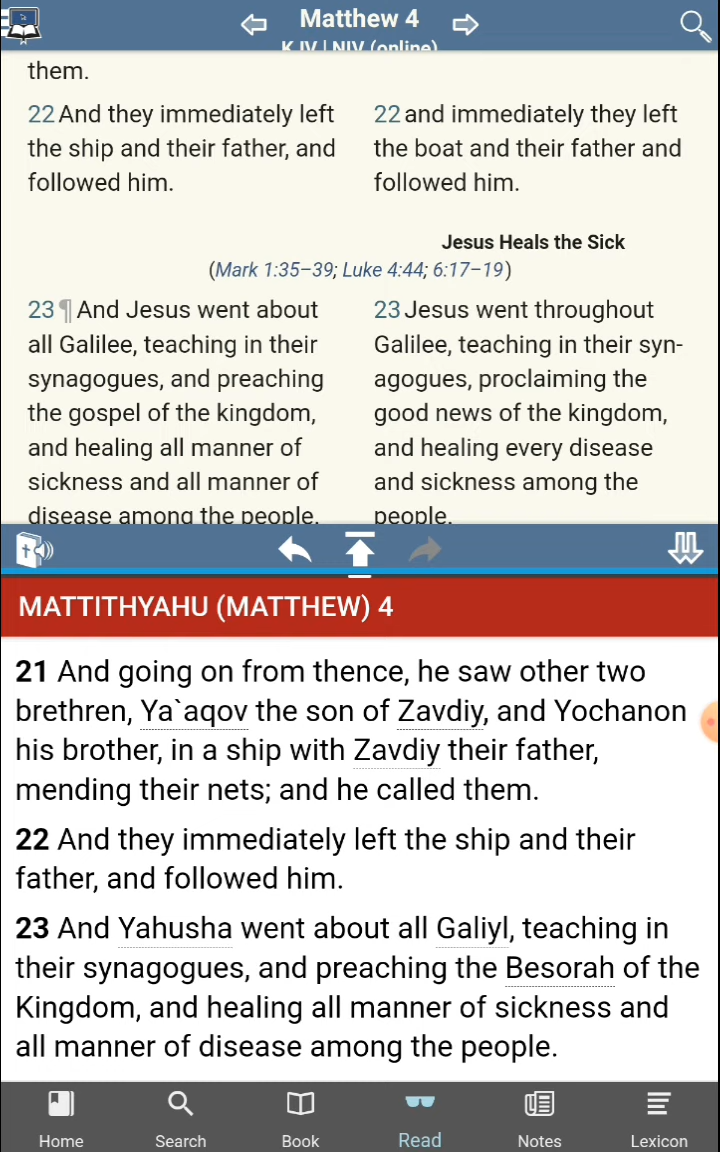 Matthew 4
KJV | NIV (online)
them.
22 And they immediately left
the ship and their father, and
followed him.
22 and immediately they left
the boat and their father and
followed him.
Jesus Heals the Sick
(Mark 1:35–39; Luke 4:44; 6:17–19)
23 ¶ And Jesus went about
all Galilee, teaching in their
synagogues, and preaching
the gospel of the kingdom,
and healing all manner of
sickness and all manner of
disease among the people.
23 Jesus went throughout
Galilee, teaching in their syn-
agogues, proclaiming the
good news of the kingdom,
and healing every disease
and sickness among the
people.
MATTITHYAHU (MATTHEW) 4
21 And going on from thence, he saw other two
brethren, Ya`aqov the son of Zavdiy, and Yochanon
his brother, in a ship with Zavdiy their father,
mending their nets; and he called them.
22 And they immediately left the ship and their
father, and followed him.
23 And Yahusha went about all Galiyl, teaching in
their synagogues, and preaching the Besorah of the
Kingdom, and healing all manner of sickness and
all manner of disease among the people.
Home Search Book Read Notes Lexicon